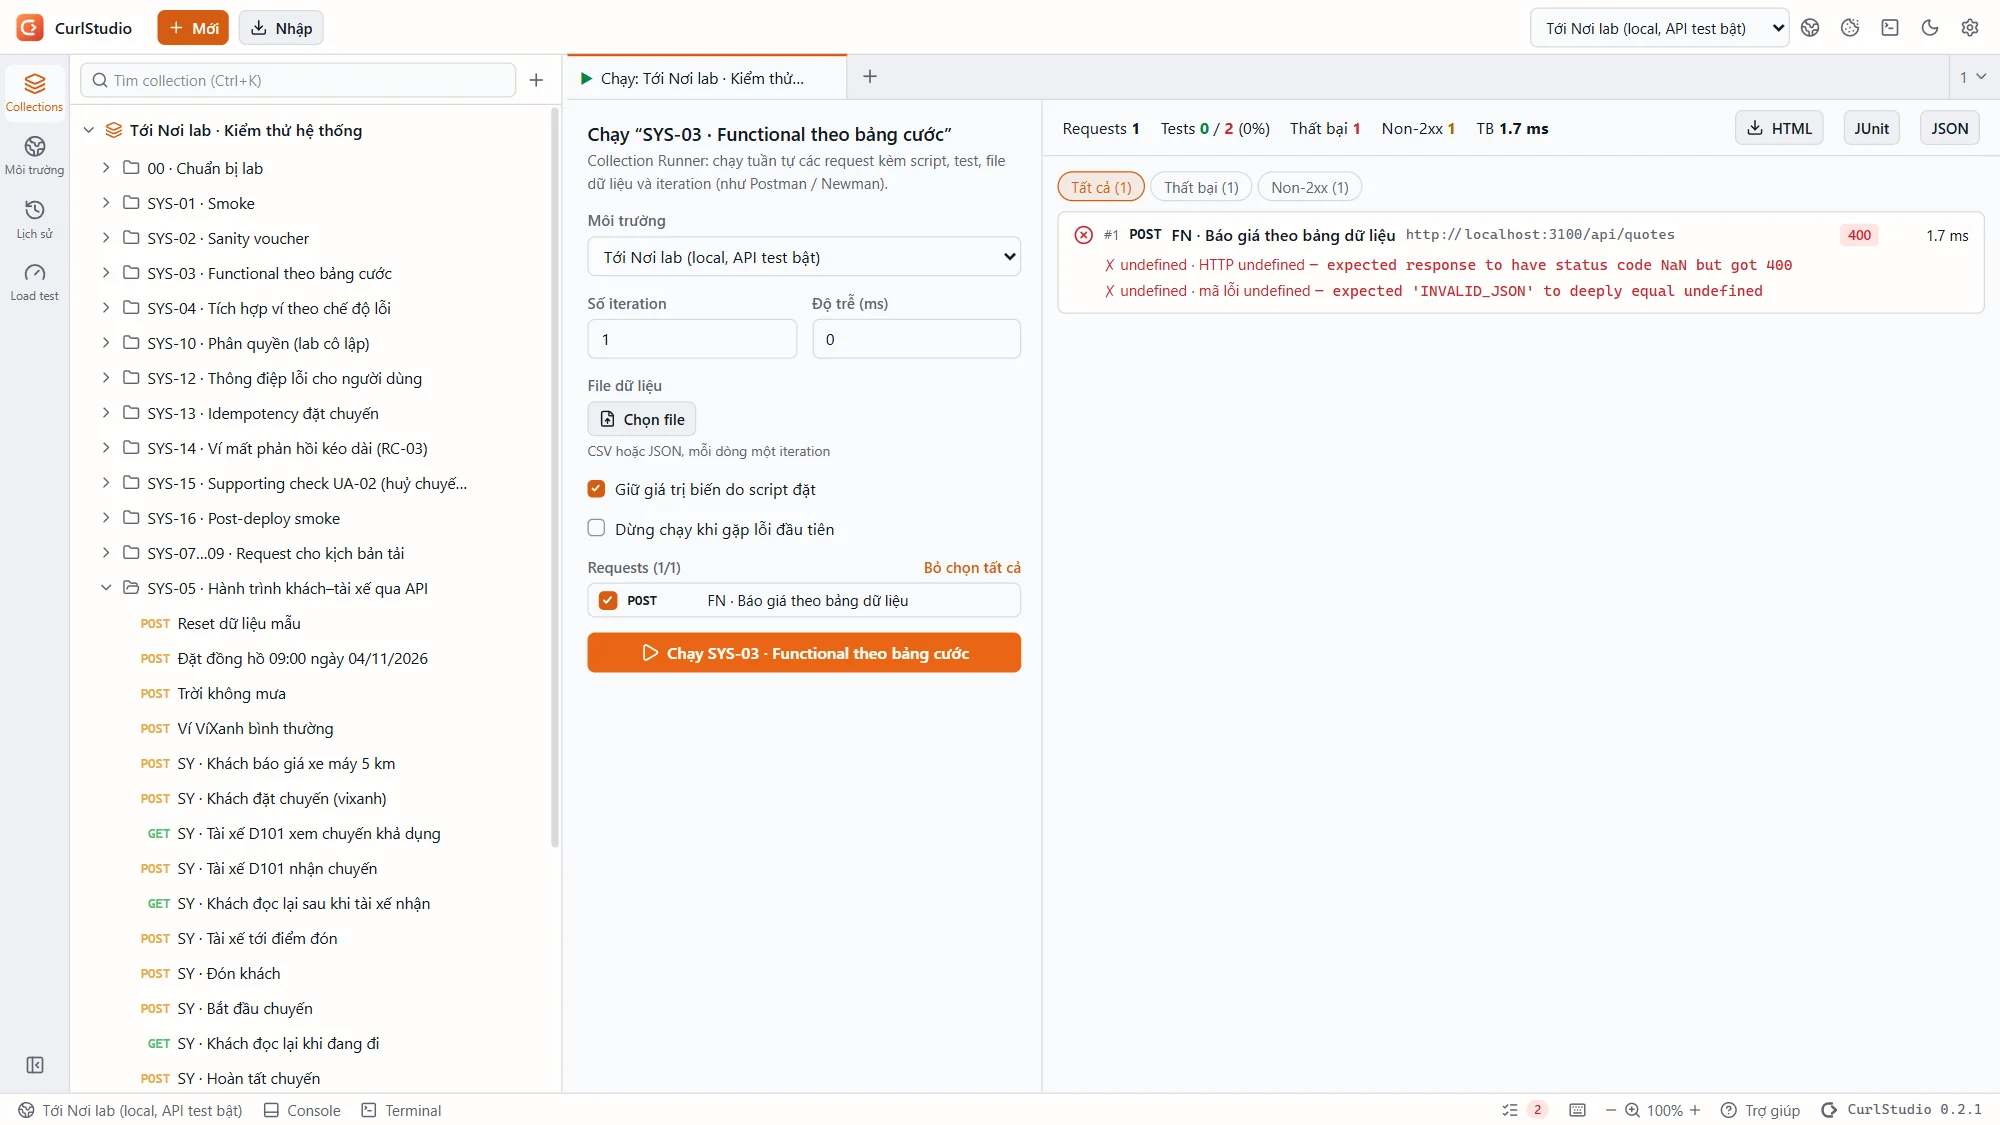 CurlStudio
Mới
Nhập
Tới Nơi lab (local, API test bật)
Collections
Môi trường
Lịch sử
Load test
Tìm collection (Ctrl+K)
Tới Nơi lab · Kiểm thử hệ thống
00 · Chuẩn bị lab
SYS-01 · Smoke
SYS-02 · Sanity voucher
SYS-03 · Functional theo bảng cước
SYS-04 · Tích hợp ví theo chế độ lỗi
SYS-10 · Phân quyền (lab cô lập)
SYS-12 · Thông điệp lỗi cho người dùng
SYS-13 · Idempotency đặt chuyến
SYS-14 · Ví mất phản hồi kéo dài (RC-03)
SYS-15 · Supporting check UA-02 (huỷ chuyế...
SYS-16 · Post-deploy smoke
SYS-07...09 · Request cho kịch bản tải
SYS-05 · Hành trình khách–tài xế qua API
POST Reset dữ liệu mẫu
POST Đặt đồng hồ 09:00 ngày 04/11/2026
POST Trời không mưa
POST Ví VíXanh bình thường
POST SY · Khách báo giá xe máy 5 km
POST SY · Khách đặt chuyến (vixanh)
GET SY · Tài xế D101 xem chuyến khả dụng
POST SY · Tài xế D101 nhận chuyến
GET SY · Khách đọc lại sau khi tài xế nhận
POST SY · Tài xế tới điểm đón
POST SY · Đón khách
POST SY · Bắt đầu chuyến
GET SY · Khách đọc lại khi đang đi
POST SY · Hoàn tất chuyến
Chạy: Tới Nơi lab · Kiểm thử...
1
Chạy “SYS-03 · Functional theo bảng cước”
Collection Runner: chạy tuần tự các request kèm script, test, file
dữ liệu và iteration (như Postman / Newman).
Môi trường
Tới Nơi lab (local, API test bật)
Số iteration
Độ trễ (ms)
1
0
File dữ liệu
Chọn file
CSV hoặc JSON, mỗi dòng một iteration
Giữ giá trị biến do script đặt
Dừng chạy khi gặp lỗi đầu tiên
Requests (1/1)
Bỏ chọn tất cả
POST FN · Báo giá theo bảng dữ liệu
Chạy SYS-03 · Functional theo bảng cước
Requests 1 Tests 0 / 2 (0%) Thất bại 1 Non-2xx 1 TB 1.7 ms
HTML
JUnit
JSON
Tất cả (1)
Thất bại (1)
Non-2xx (1)
#1 POST FN · Báo giá theo bảng dữ liệu http://localhost:3100/api/quotes 400 1.7 ms
✗ undefined · HTTP undefined — expected response to have status code NaN but got 400
✗ undefined · mã lỗi undefined — expected 'INVALID_JSON' to deeply equal undefined
Tới Nơi lab (local, API test bật)
Console
Terminal
2
100%
Trợ giúp
CurlStudio 0.2.1